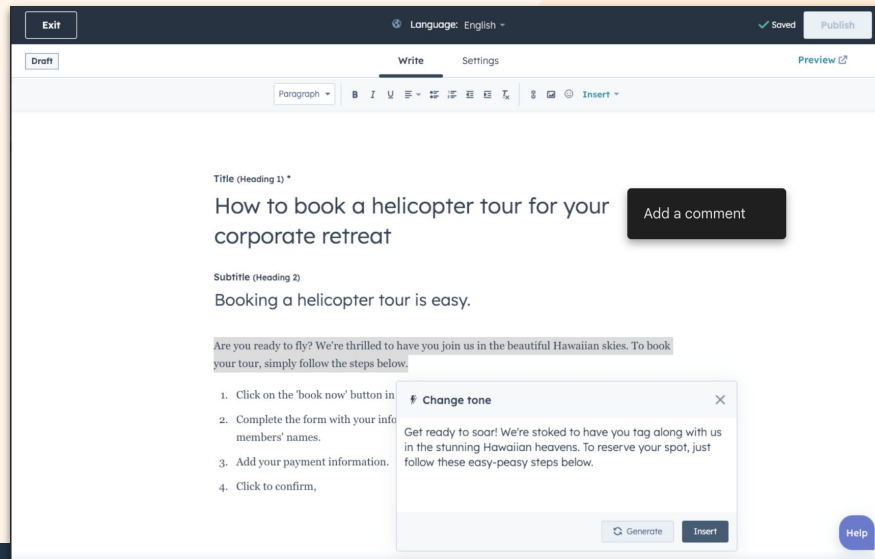 Exit
Language: English
Saved
Publish
Draft
Write
Settings
Preview
Paragraph
B I U
Insert
Title (Heading 1) *
How to book a helicopter tour for your
corporate retreat
Add a comment
Subtitle (Heading 2)
Booking a helicopter tour is easy.
Are you ready to fly? We're thrilled to have you join us in the beautiful Hawaiian skies. To book
your tour, simply follow the steps below.
1. Click on the 'book now' button in
2. Complete the form with your info
members' names.
3. Add your payment information.
4. Click to confirm,
Change tone
Get ready to soar! We're stoked to have you tag along with us
in the stunning Hawaiian heavens. To reserve your spot, just
follow these easy-peasy steps below.
Generate
Insert
Help